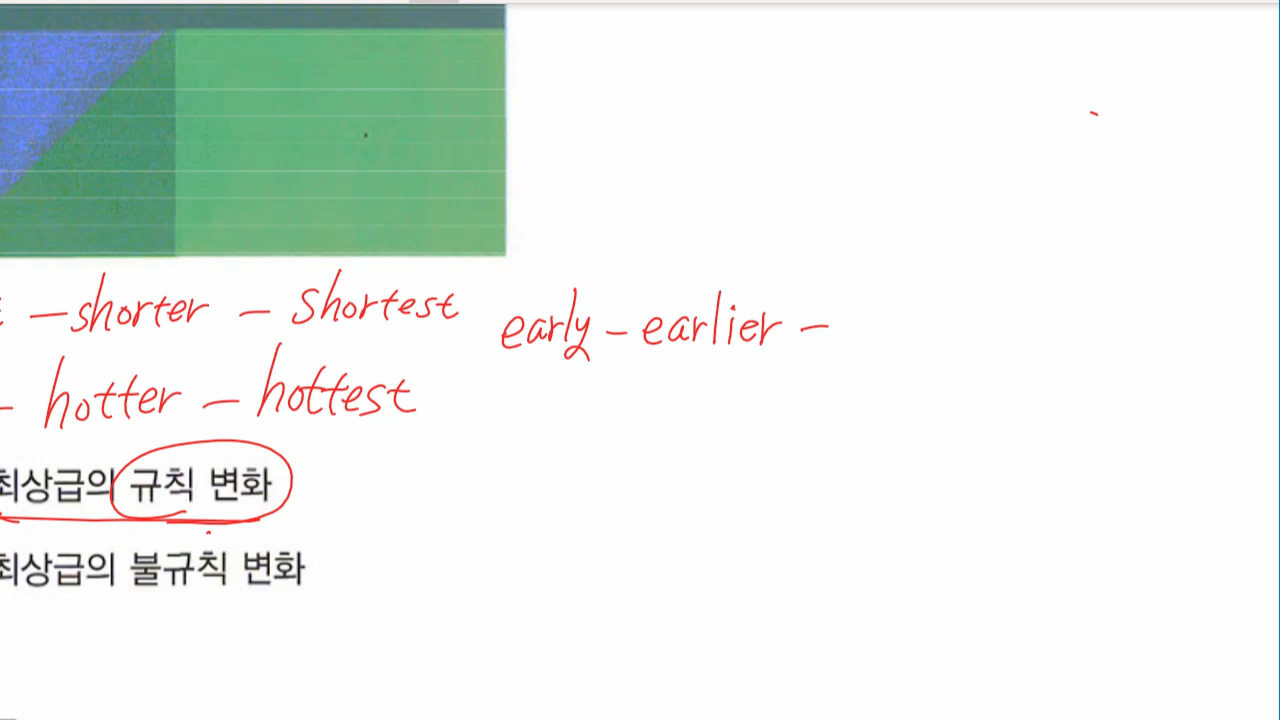 – shorter – shortest
early – earlier –
– hotter – hottest
최상급의 규칙 변화
최상급의 불규칙 변화